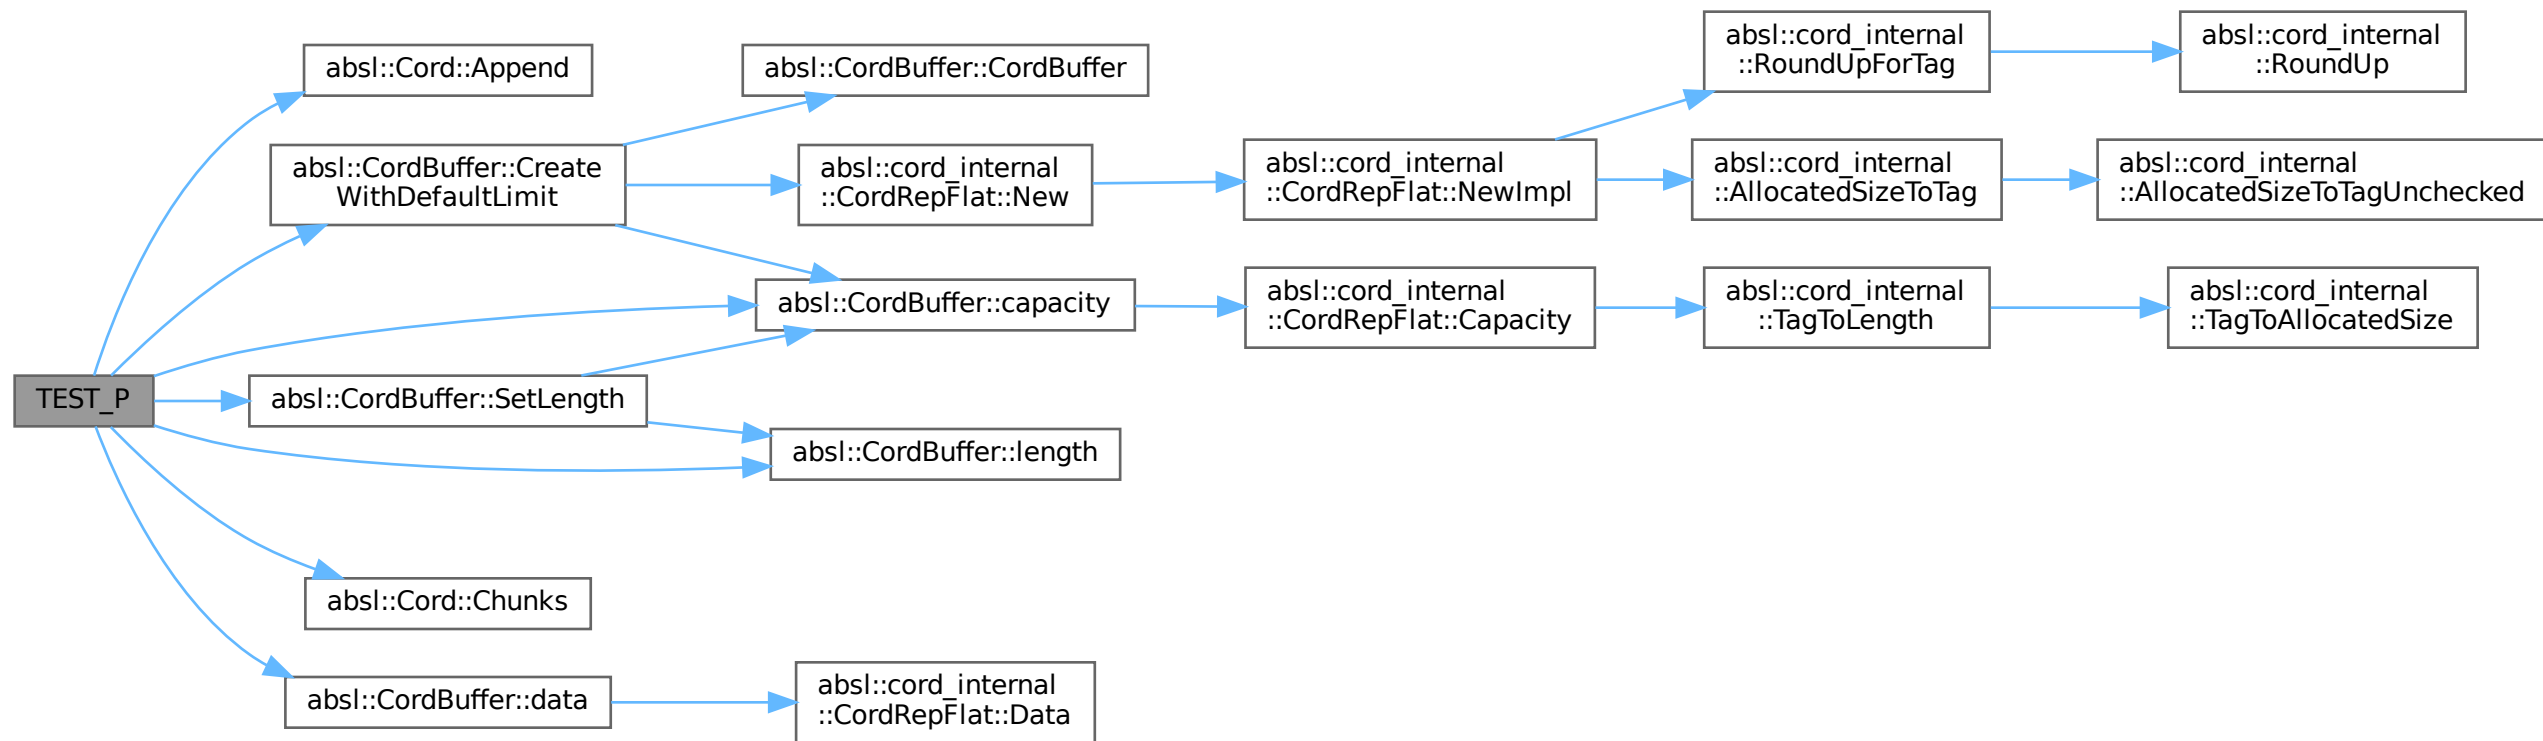 TEST_P
absl::Cord::Append
absl::CordBuffer::Create
WithDefaultLimit
absl::CordBuffer::CordBuffer
absl::cord_internal
::CordRepFlat::New
absl::cord_internal
::CordRepFlat::NewImpl
absl::cord_internal
::RoundUpForTag
absl::cord_internal
::RoundUp
absl::cord_internal
::AllocatedSizeToTag
absl::cord_internal
::AllocatedSizeToTagUnchecked
absl::CordBuffer::capacity
absl::cord_internal
::CordRepFlat::Capacity
absl::cord_internal
::TagToLength
absl::cord_internal
::TagToAllocatedSize
absl::CordBuffer::SetLength
absl::CordBuffer::length
absl::Cord::Chunks
absl::CordBuffer::data
absl::cord_internal
::CordRepFlat::Data